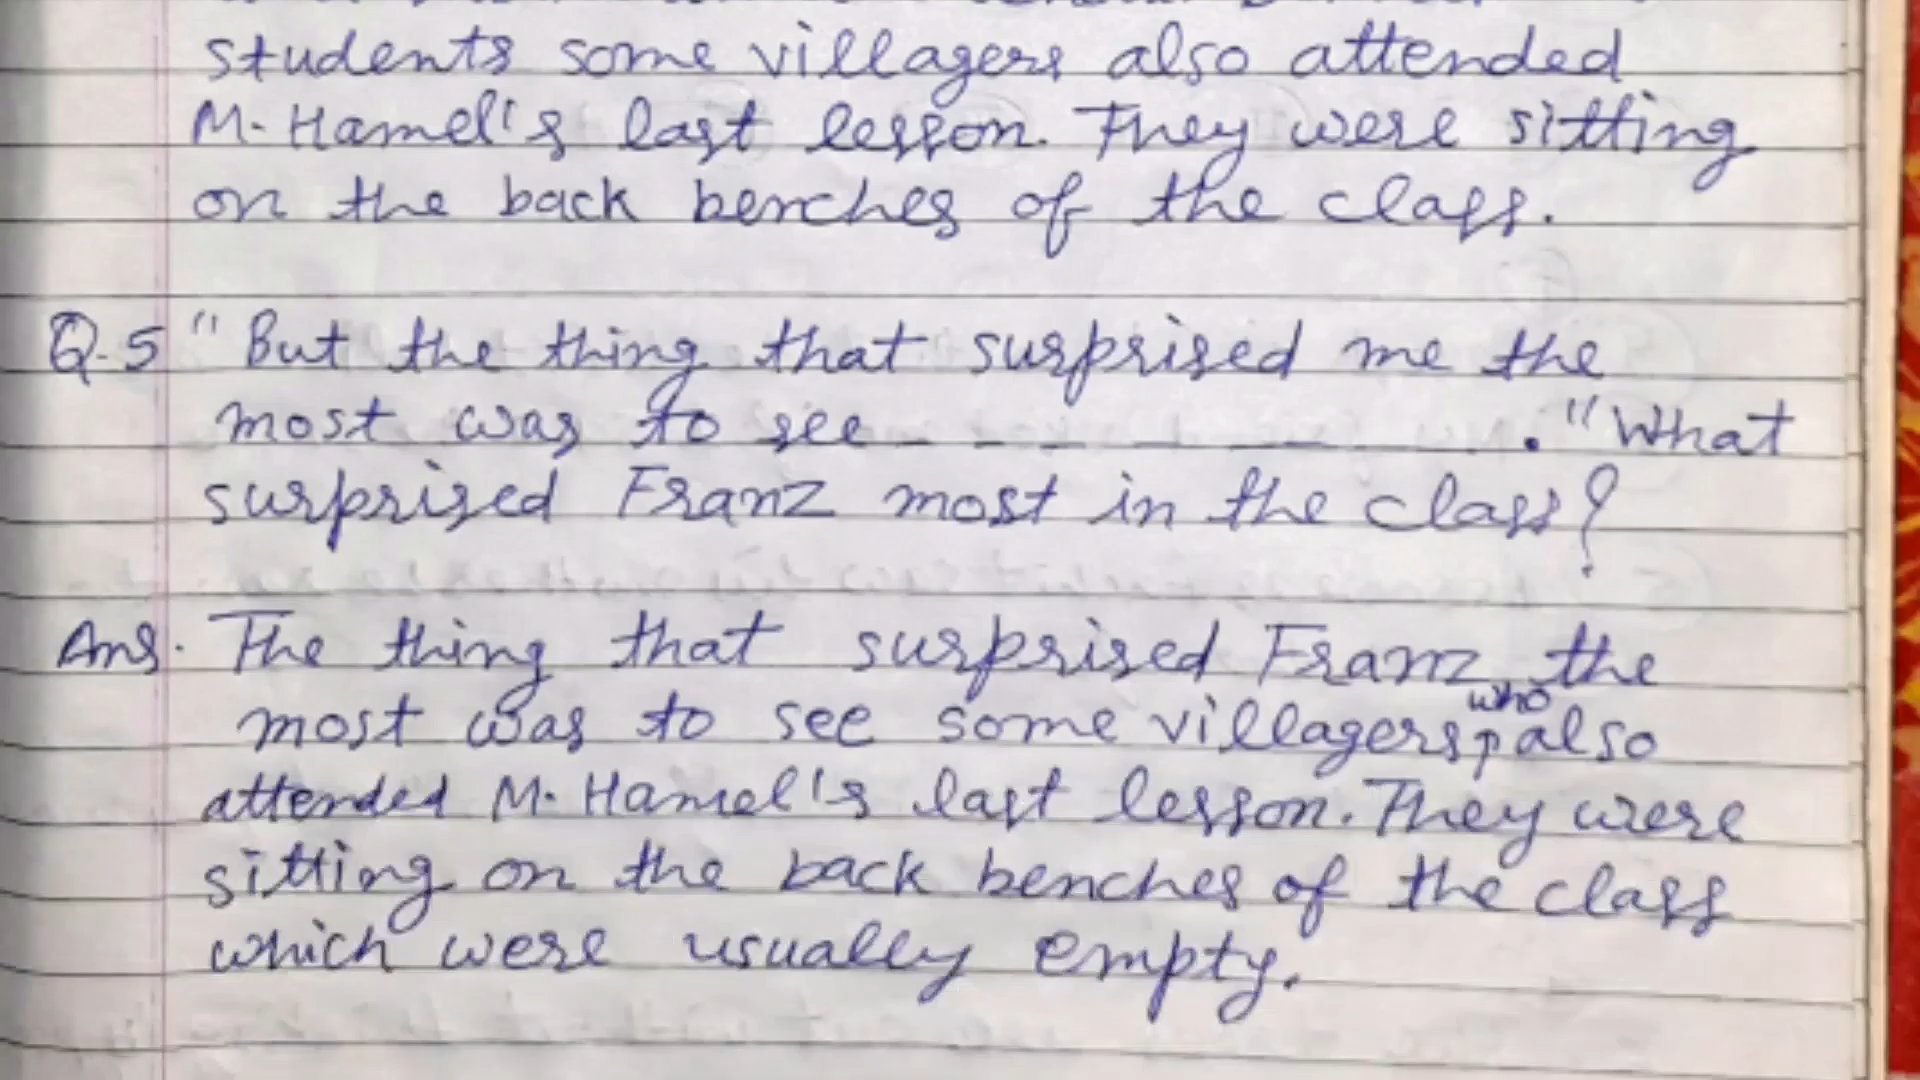 students some villagers also attended
M. Hamel's last lesson. They were sitting
on the back benches of the class.
Q.5 "But the thing that surprised me the
most was to see _ _ _ _ _ _ ." What
surprised Franz most in the class?
Ans. The thing that surprised Franz the
most was to see some villagers who also
attended M. Hamel's last lesson. They were
sitting on the back benches of the class
which were usually empty.